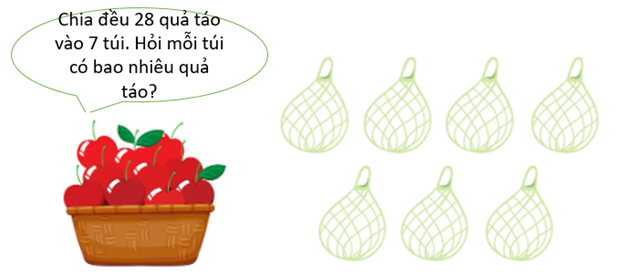 Chia đều 28 quả táo
vào 7 túi. Hỏi mỗi túi
có bao nhiêu quả
táo?